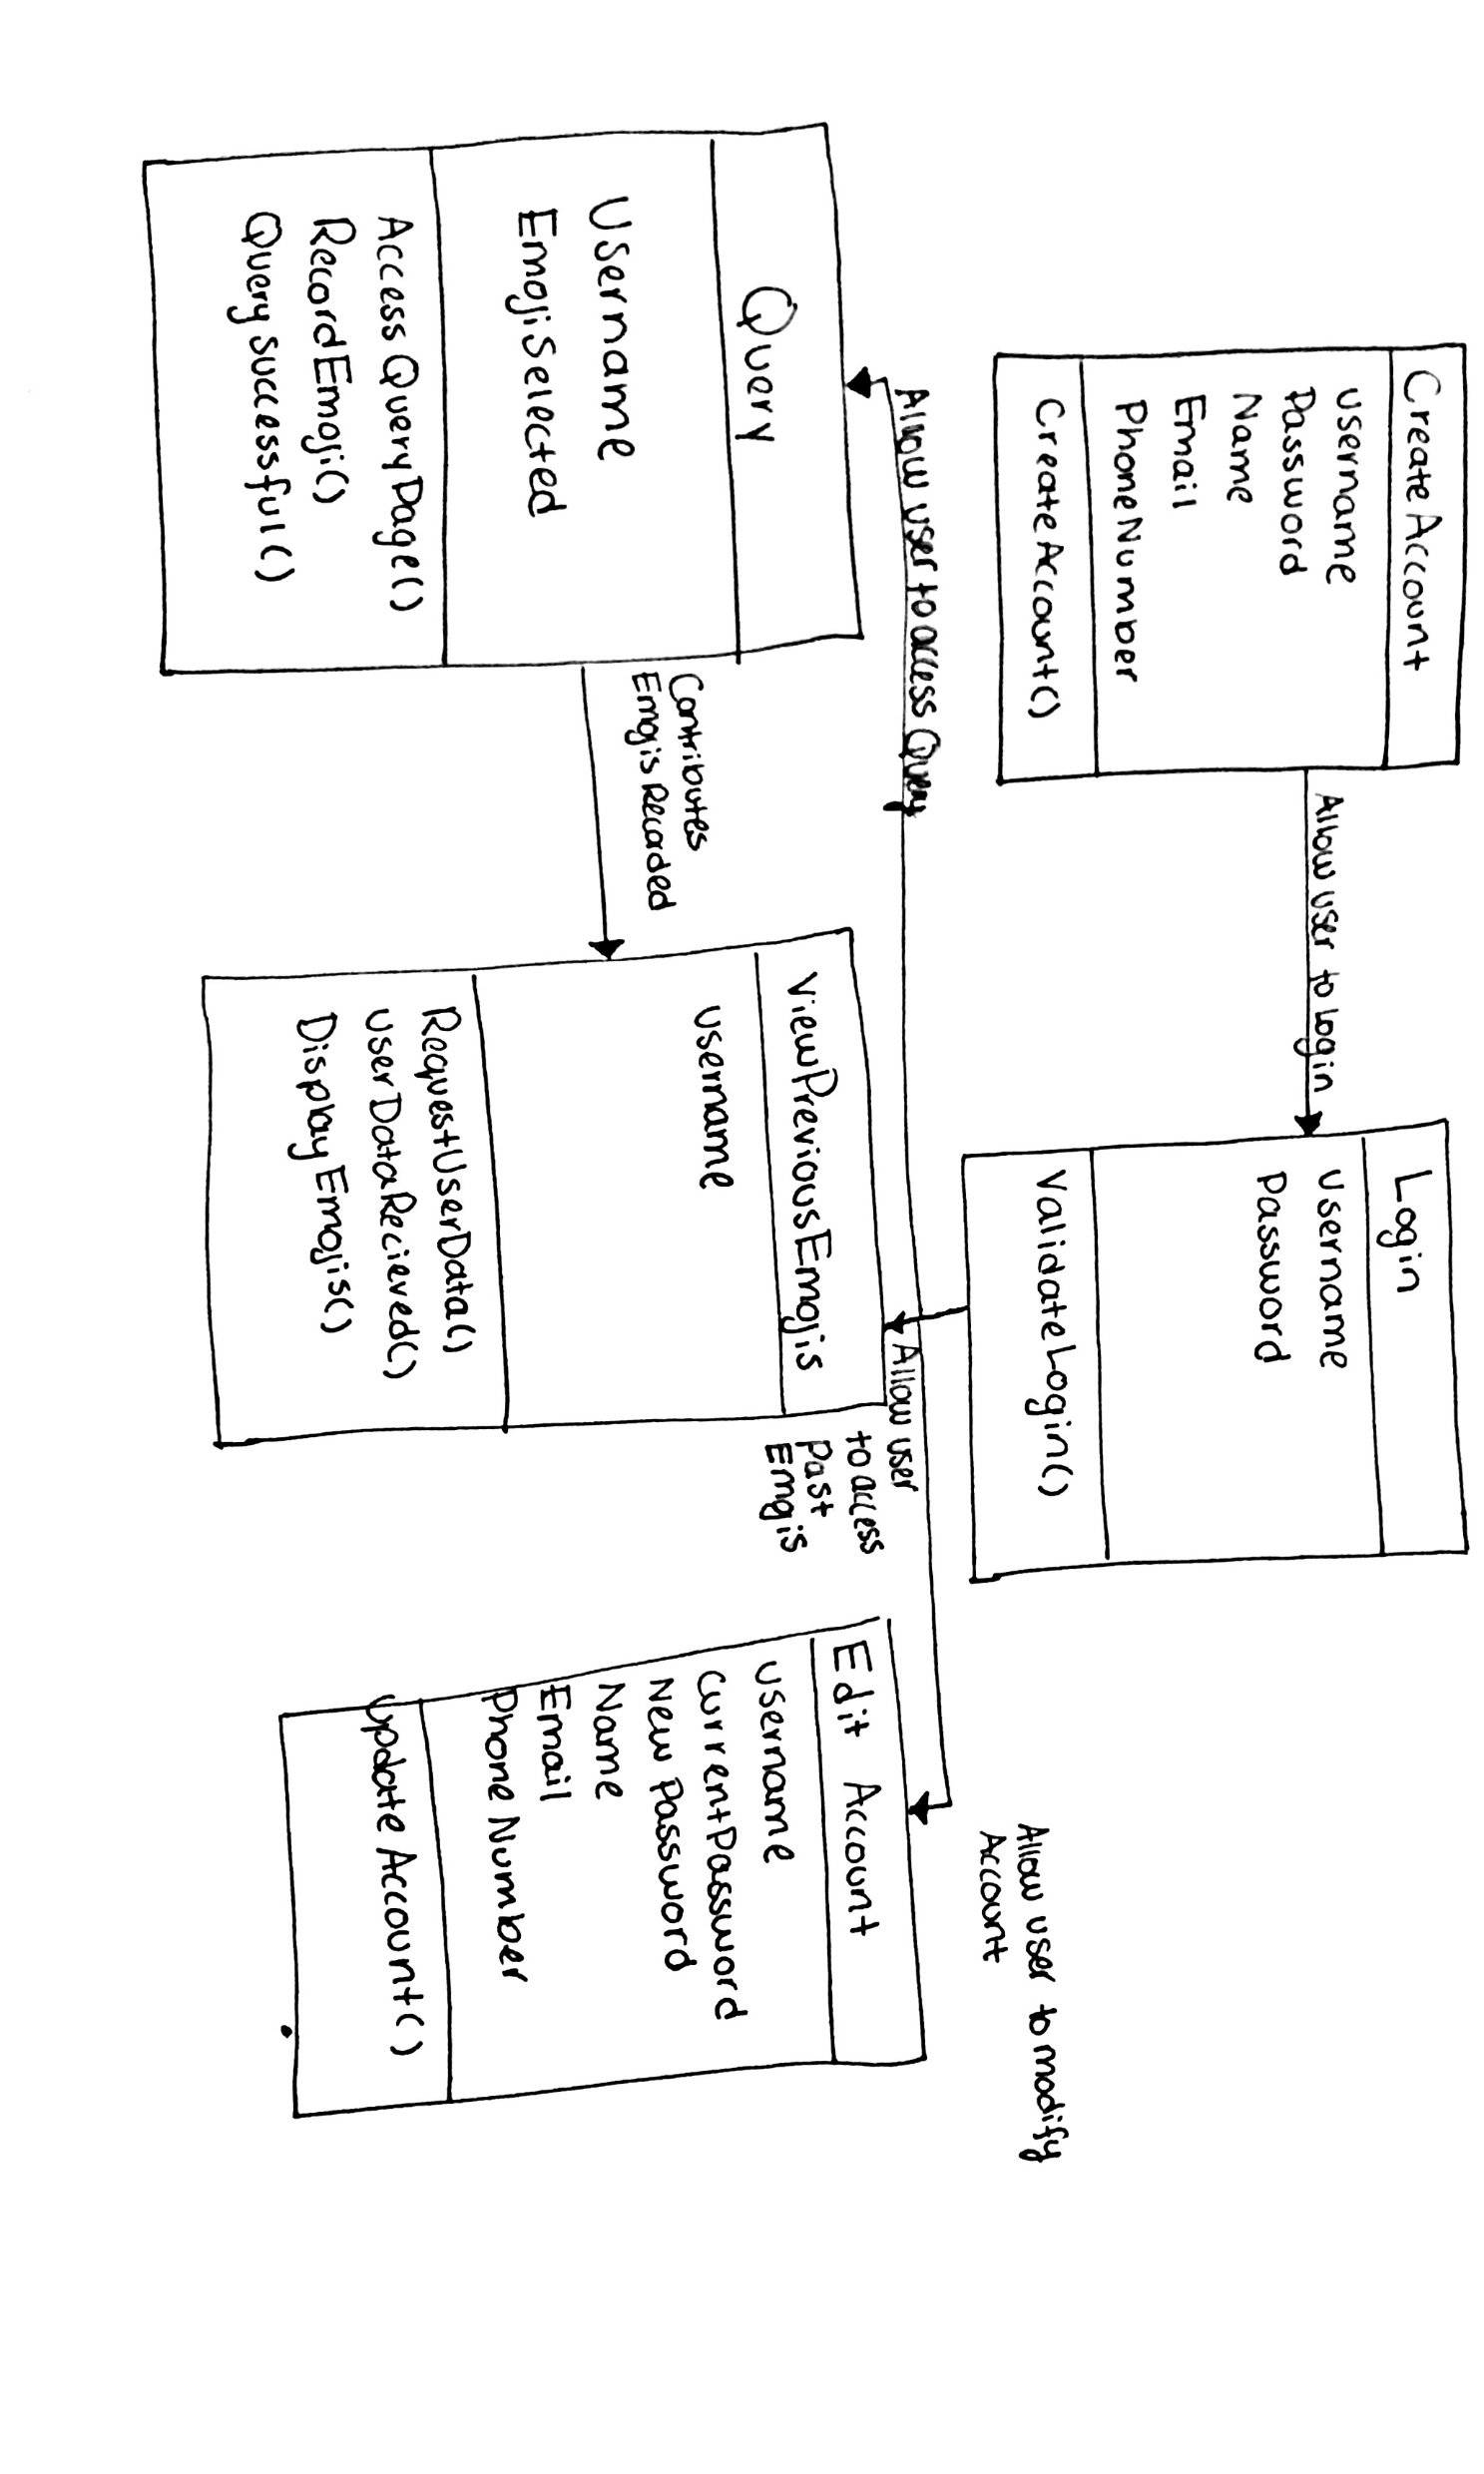 CreateAccount
Username
Password
Name
Email
PhoneNumber
CreateAccount()
Allow user to login
Login
Username
Password
ValidateLogin()
Allow user to access Query
Allow user
to access
Past
Emojis
Allow user to modify
Account
Query
Username
EmojiSelected
AccessQueryPage()
RecordEmoji()
QuerySuccessful()
Contributes
Emojis Recorded
ViewPreviousEmojis
Username
RequestUserData()
UserDataRecieved()
DisplayEmojis()
Edit Account
Username
CurrentPassword
New Password
Name
Email
Phone Number
Update Account()